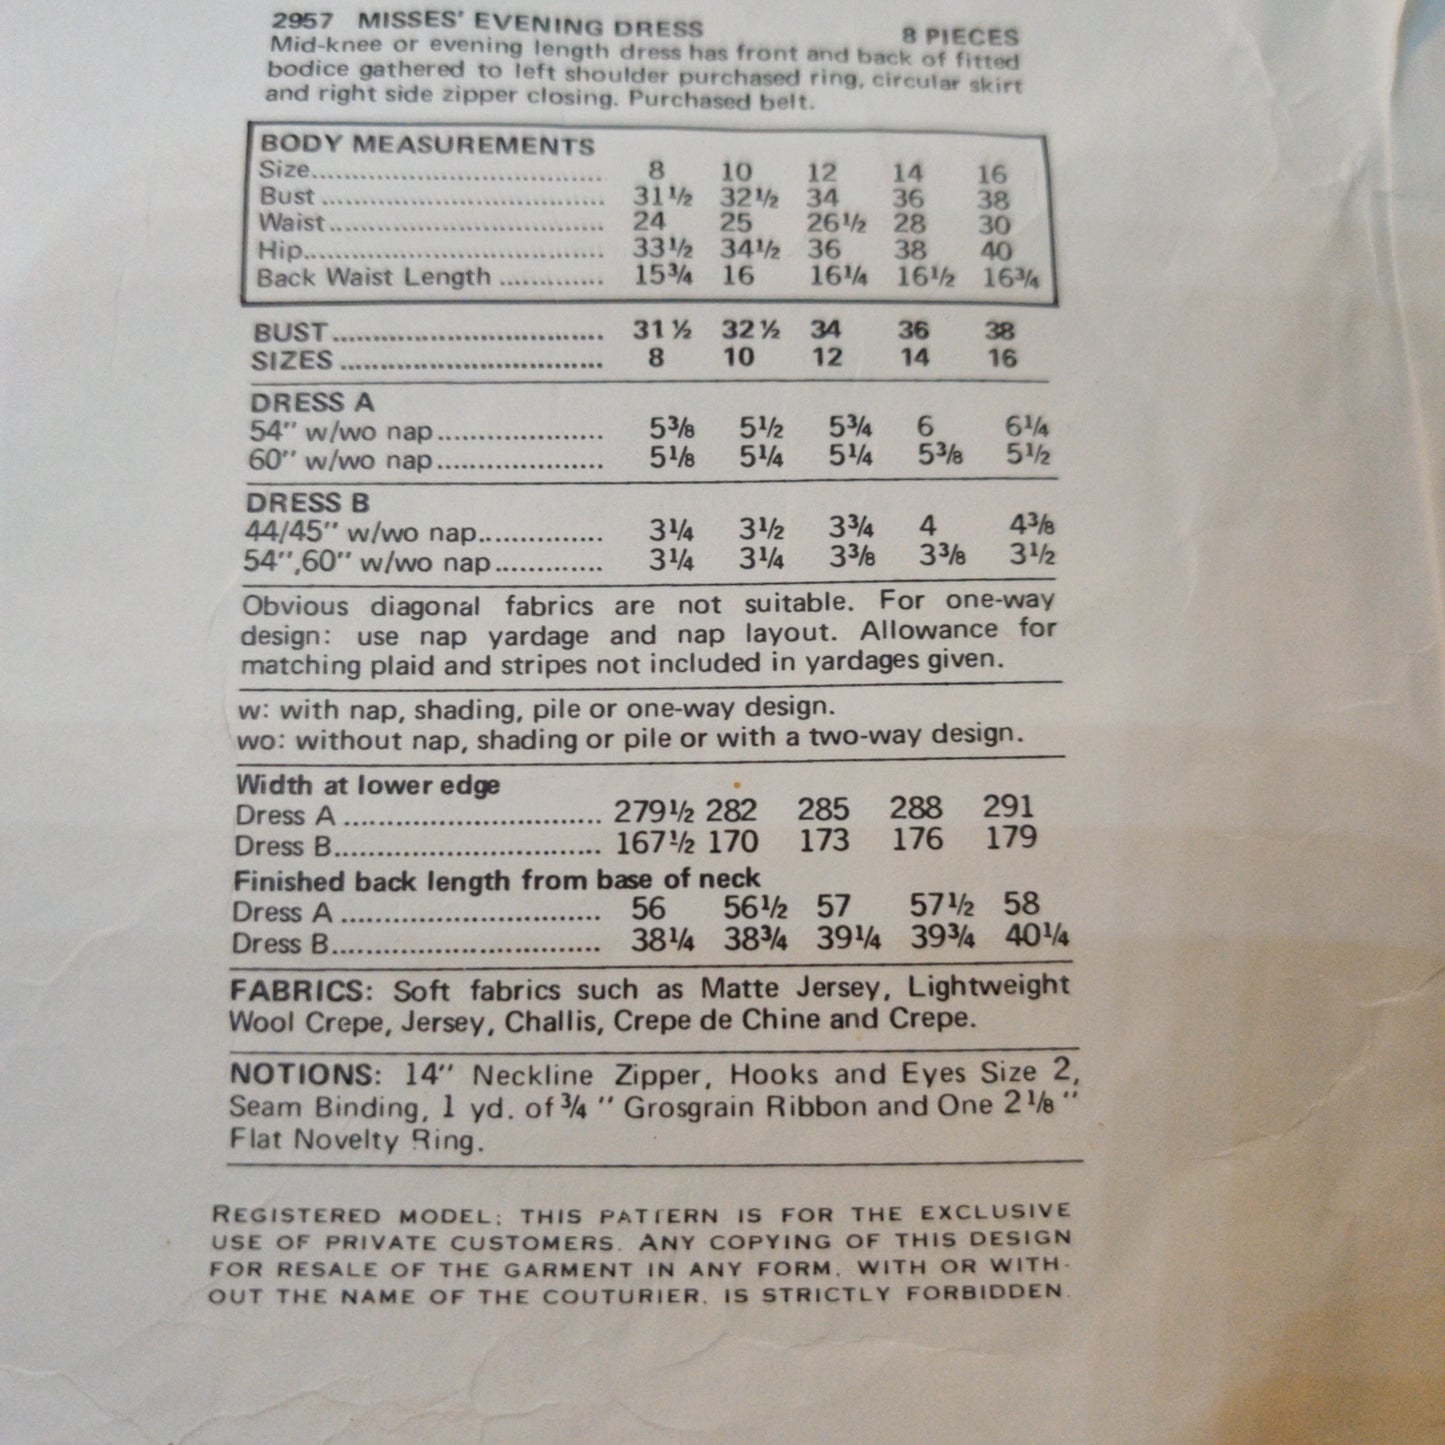 2957 MISSES' EVENING DRESS 8 PIECES
Mid-knee or evening length dress has front and back of fitted
bodice gathered to left shoulder purchased ring, circular skirt
and right side zipper closing. Purchased belt.
BODY MEASUREMENTS
Size.................................. 8 10 12 14 16
Bust ................................. 31½ 32½ 34 36 38
Waist................................ 24 25 26½ 28 30
Hip................................... 33½ 34½ 36 38 40
Back Waist Length ............. 15¾ 16 16¼ 16½ 16¾
BUST.................................. 31 ½ 32 ½ 34 36 38
SIZES ................................. 8 10 12 14 16
DRESS A
54" w/wo nap..................... 5⅜ 5½ 5¾ 6 6¼
60" w/wo nap..................... 5⅛ 5¼ 5¼ 5⅜ 5½
DRESS B
44/45" w/wo nap............... 3¼ 3½ 3¾ 4 4⅜
54",60" w/wo nap............. 3¼ 3¼ 3⅜ 3⅜ 3½
Obvious diagonal fabrics are not suitable. For one-way
design: use nap yardage and nap layout. Allowance for
matching plaid and stripes not included in yardages given.
w: with nap, shading, pile or one-way design.
wo: without nap, shading or pile or with a two-way design.
Width at lower edge
Dress A .............................. 279½ 282 285 288 291
Dress B............................... 167½ 170 173 176 179
Finished back length from base of neck
Dress A .............................. 56 56½ 57 57½ 58
Dress B............................... 38¼ 38¾ 39¼ 39¾ 40¼
FABRICS: Soft fabrics such as Matte Jersey, Lightweight
Wool Crepe, Jersey, Challis, Crepe de Chine and Crepe.
NOTIONS: 14" Neckline Zipper, Hooks and Eyes Size 2,
Seam Binding, 1 yd. of ¾ " Grosgrain Ribbon and One 2⅛ "
Flat Novelty Ring.
REGISTERED MODEL; THIS PATTERN IS FOR THE EXCLUSIVE
USE OF PRIVATE CUSTOMERS. ANY COPYING OF THIS DESIGN
FOR RESALE OF THE GARMENT IN ANY FORM, WITH OR WITH-
OUT THE NAME OF THE COUTURIER, IS STRICTLY FORBIDDEN.